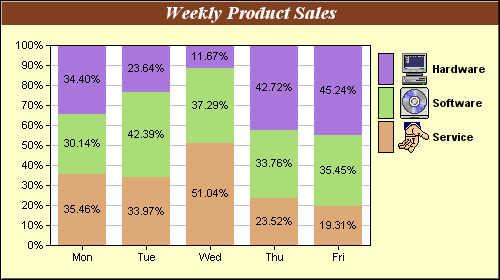 Weekly Product Sales
100%
90%
80%
70%
60%
50%
40%
30%
20%
10%
0%
34.40% 23.64% 11.67% 42.72% 45.24%
30.14% 42.39% 37.29% 33.76% 35.45%
35.46% 33.97% 51.04% 23.52% 19.31%
Mon Tue Wed Thu Fri
Hardware
Software
Service